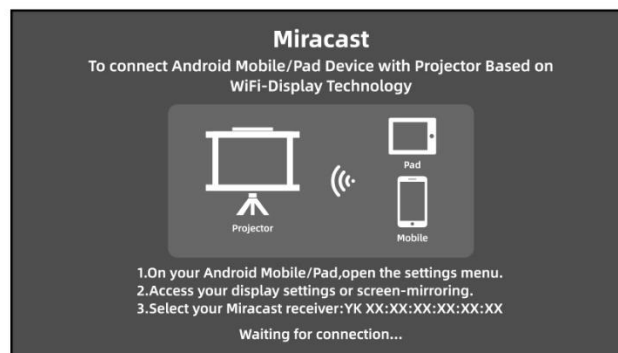 Miracast
To connect Android Mobile/Pad Device with Projector Based on
WiFi-Display Technology
Pad
Projector
Mobile
1.On your Android Mobile/Pad,open the settings menu.
2.Access your display settings or screen-mirroring.
3.Select your Miracast receiver:YK XX:XX:XX:XX:XX:XX
Waiting for connection...